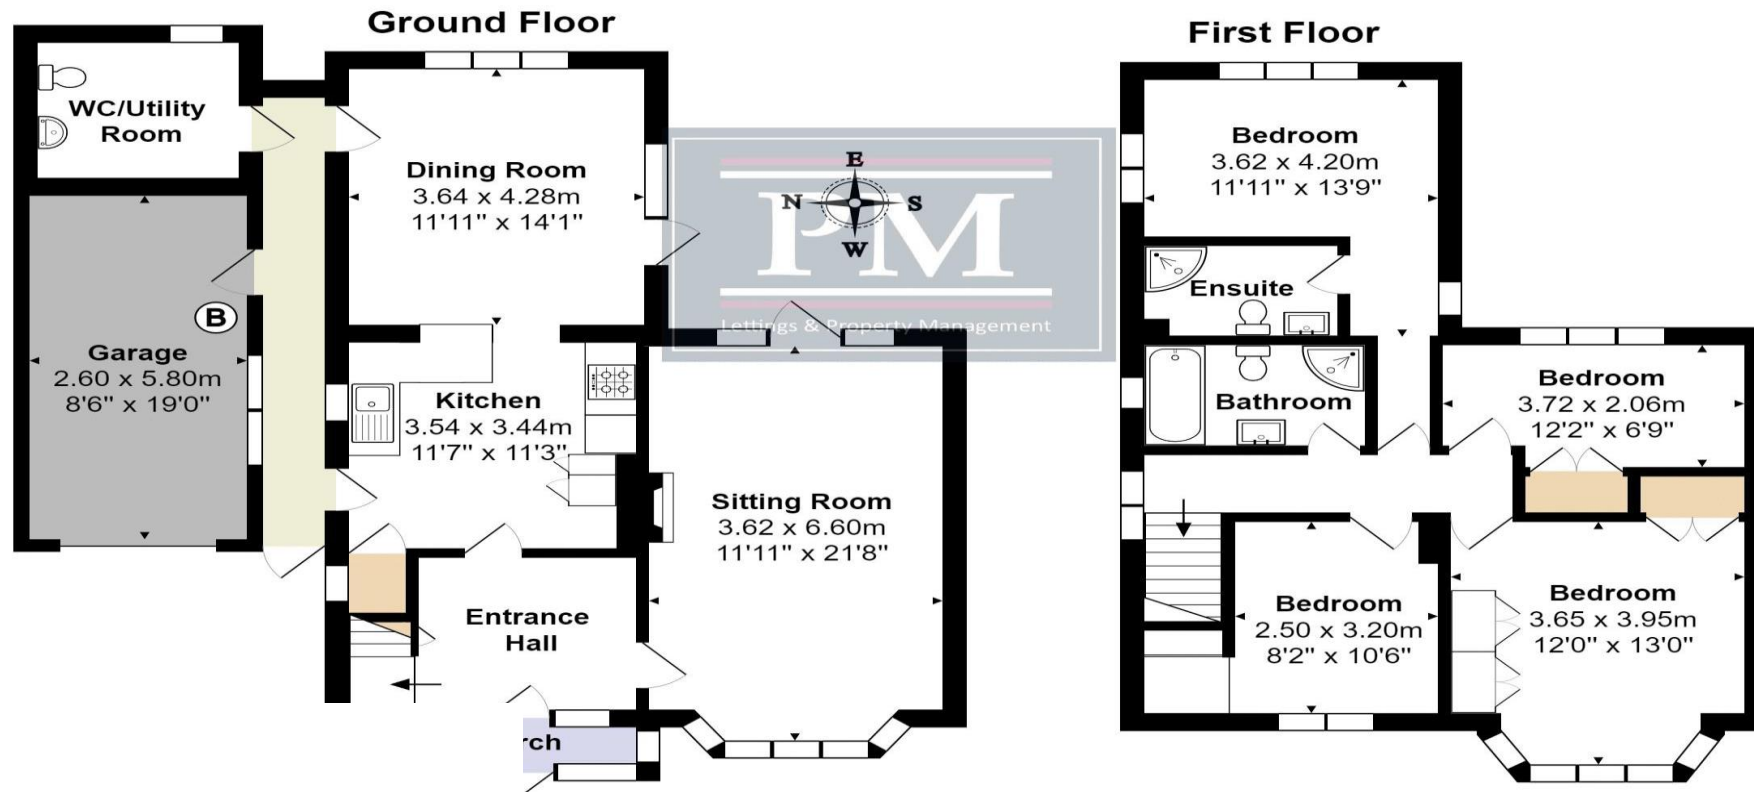 Ground Floor
First Floor
WC/Utility
Room
Dining Room
3.64 x 4.28m
11'11" x 14'1"
Garage
2.60 x 5.80m
8'6" x 19'0"
B
Kitchen
3.54 x 3.44m
11'7" x 11'3"
Sitting Room
3.62 x 6.60m
11'11" x 21'8"
Entrance
Hall
rch
E
N S
W
PM
Lettings & Property Management
Bedroom
3.62 x 4.20m
11'11" x 13'9"
Ensuite
Bathroom
Bedroom
3.72 x 2.06m
12'2" x 6'9"
Bedroom
2.50 x 3.20m
8'2" x 10'6"
Bedroom
3.65 x 3.95m
12'0" x 13'0"